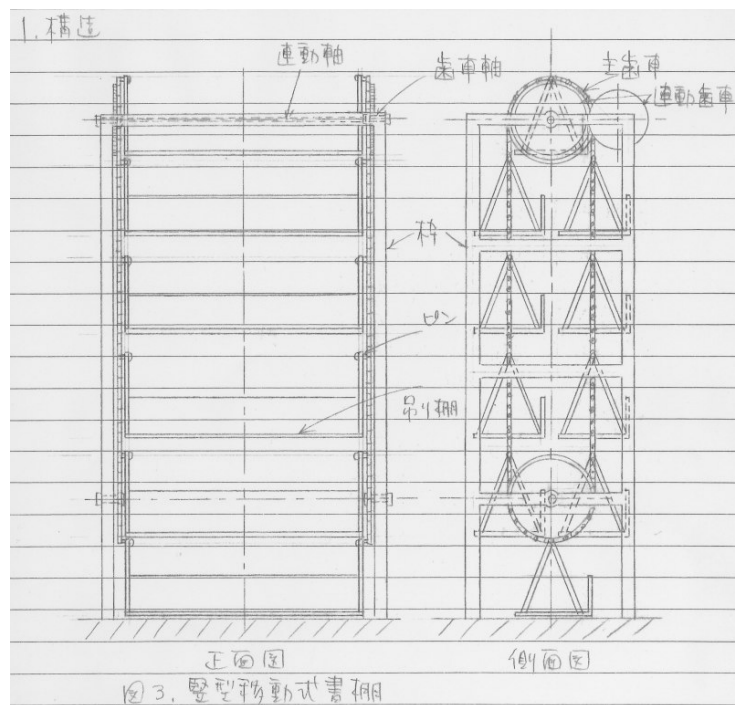 1. 構造
連動軸
歯車軸
主歯車
連動歯車
枠
ピン
吊り棚
正面図
側面図
図3. 竪型移動式書棚